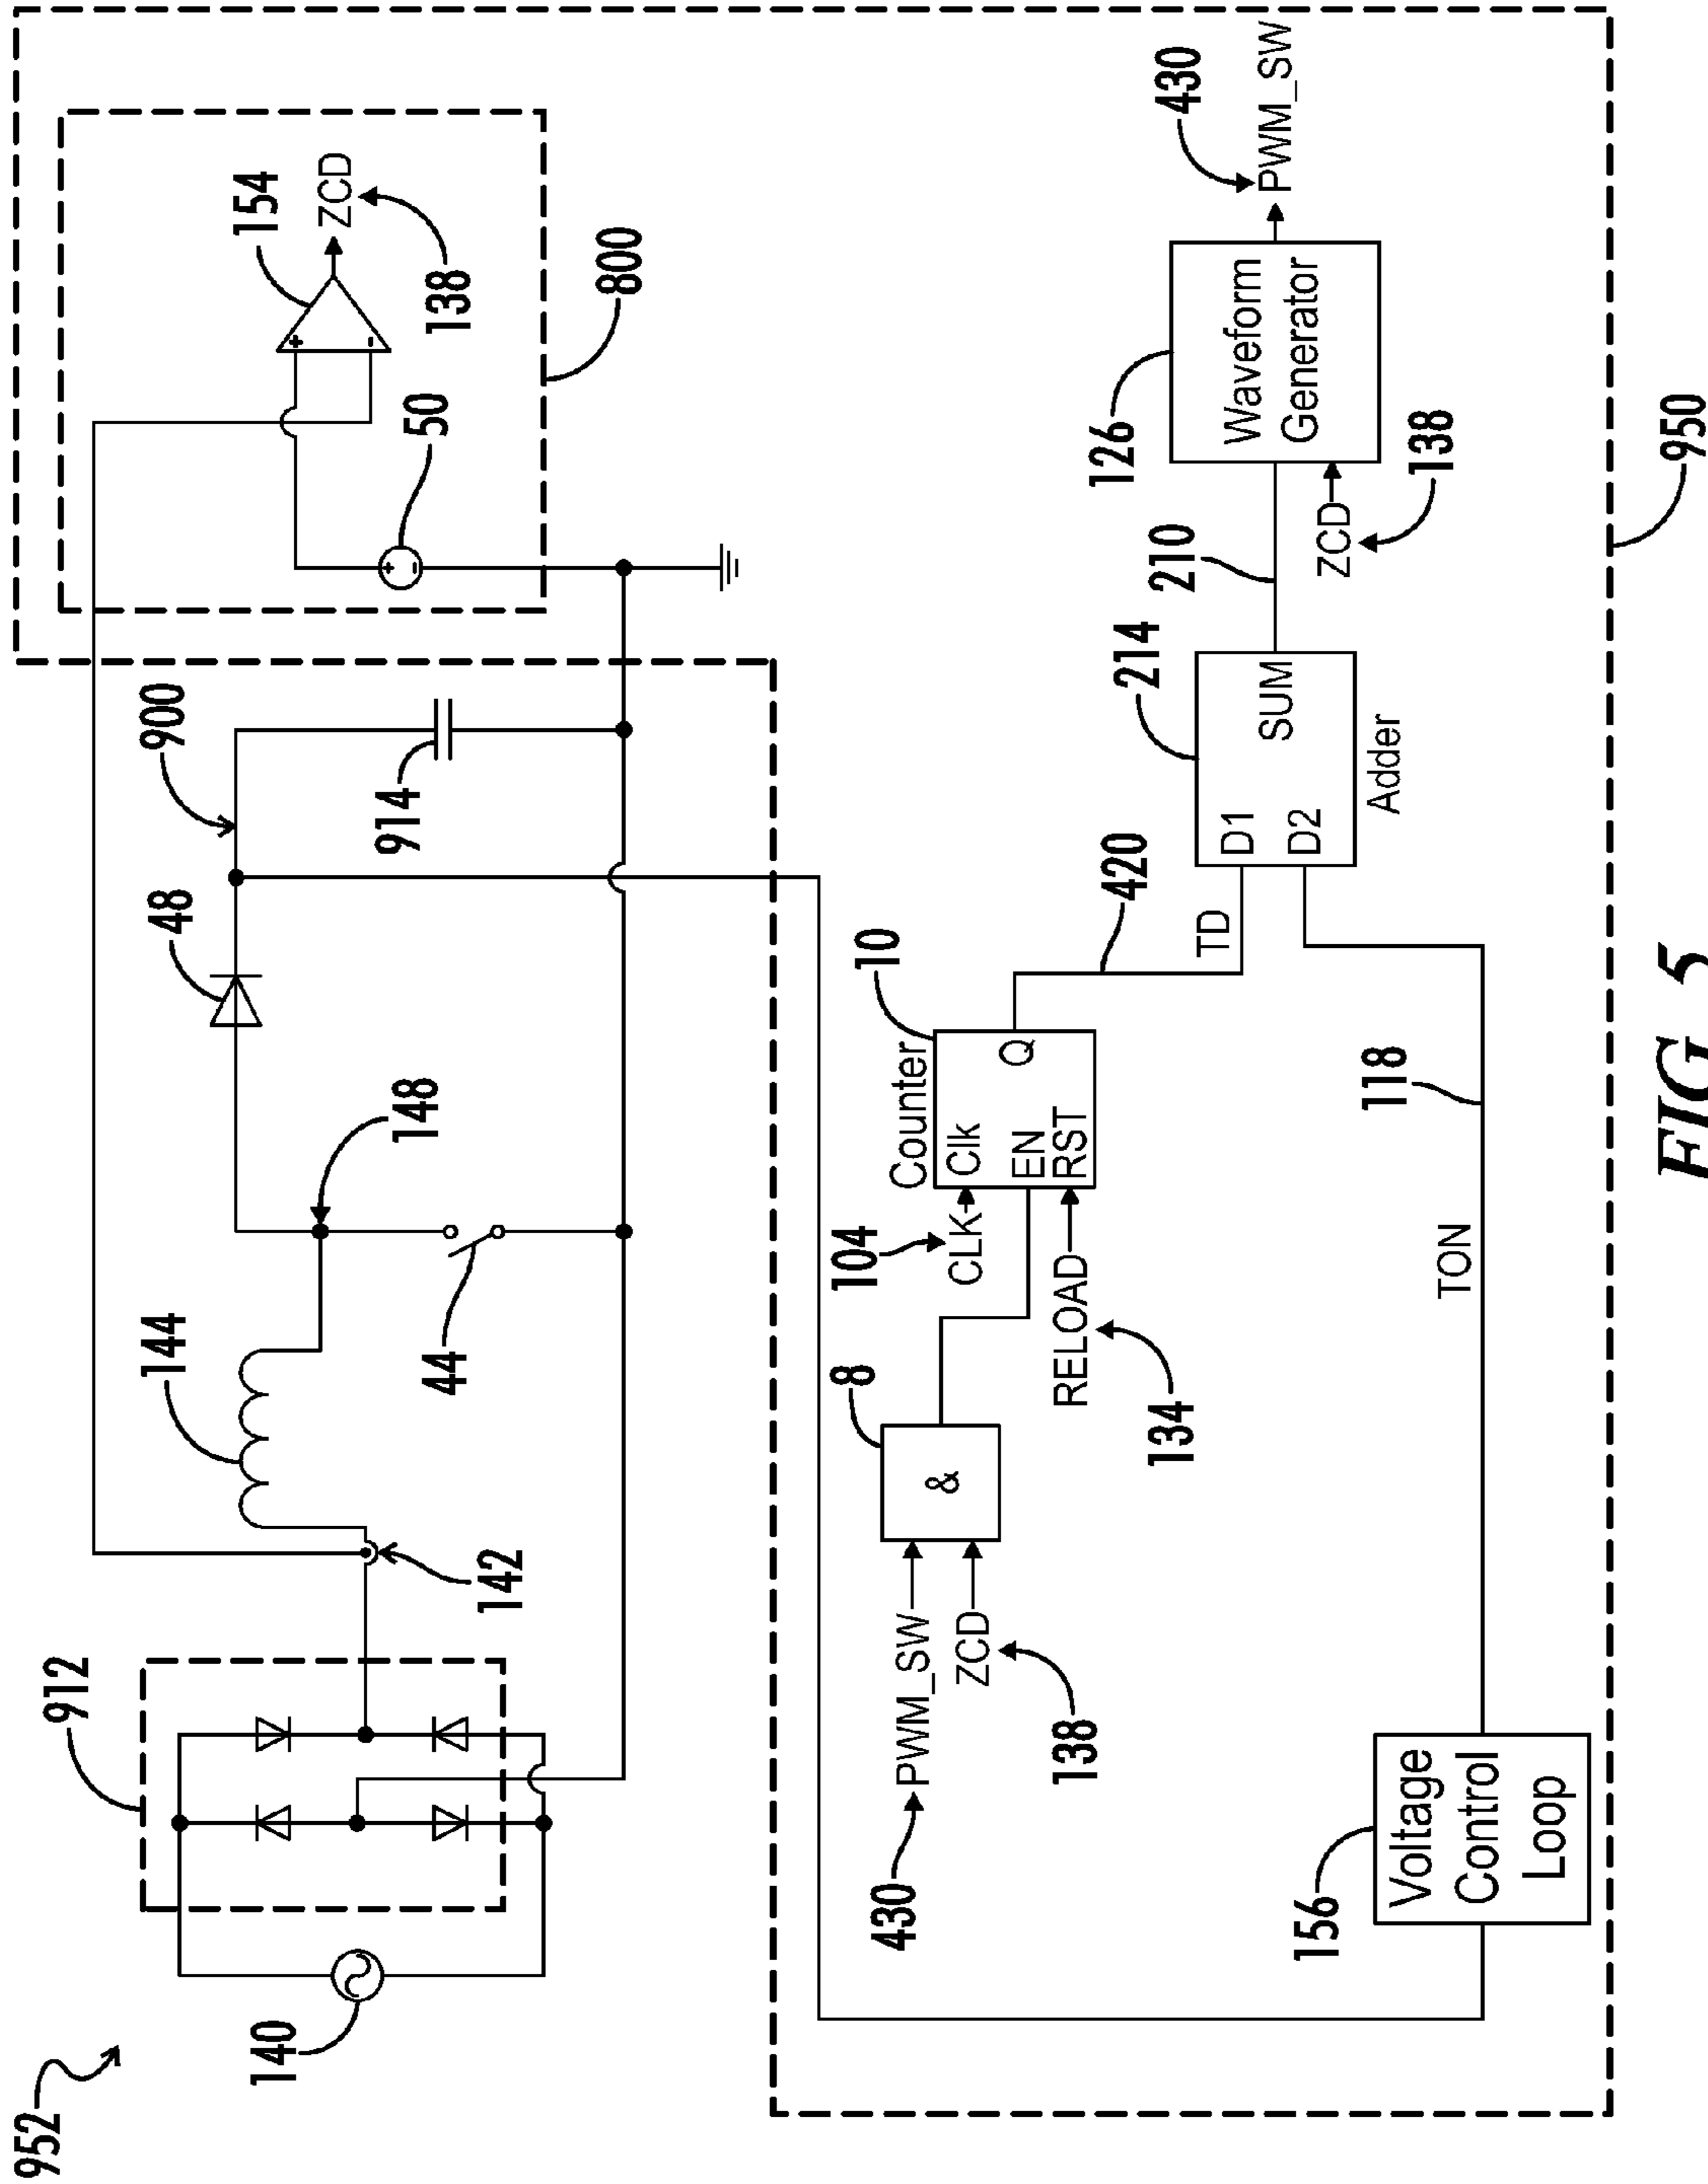 952
140
912
142
144
148
44
48
900
914
50
+
-
154
+
-
ZCD
138
800
430
PWM_SW
ZCD
138
8
&
104
CLK
RELOAD
134
Counter
10
Clk
EN
RST
Q
TD
420
D1
D2
SUM
214
Adder
210
126
Waveform
Generator
ZCD
138
430
PWM_SW
156
Voltage
Control
Loop
TON
118
950
FIG. 5